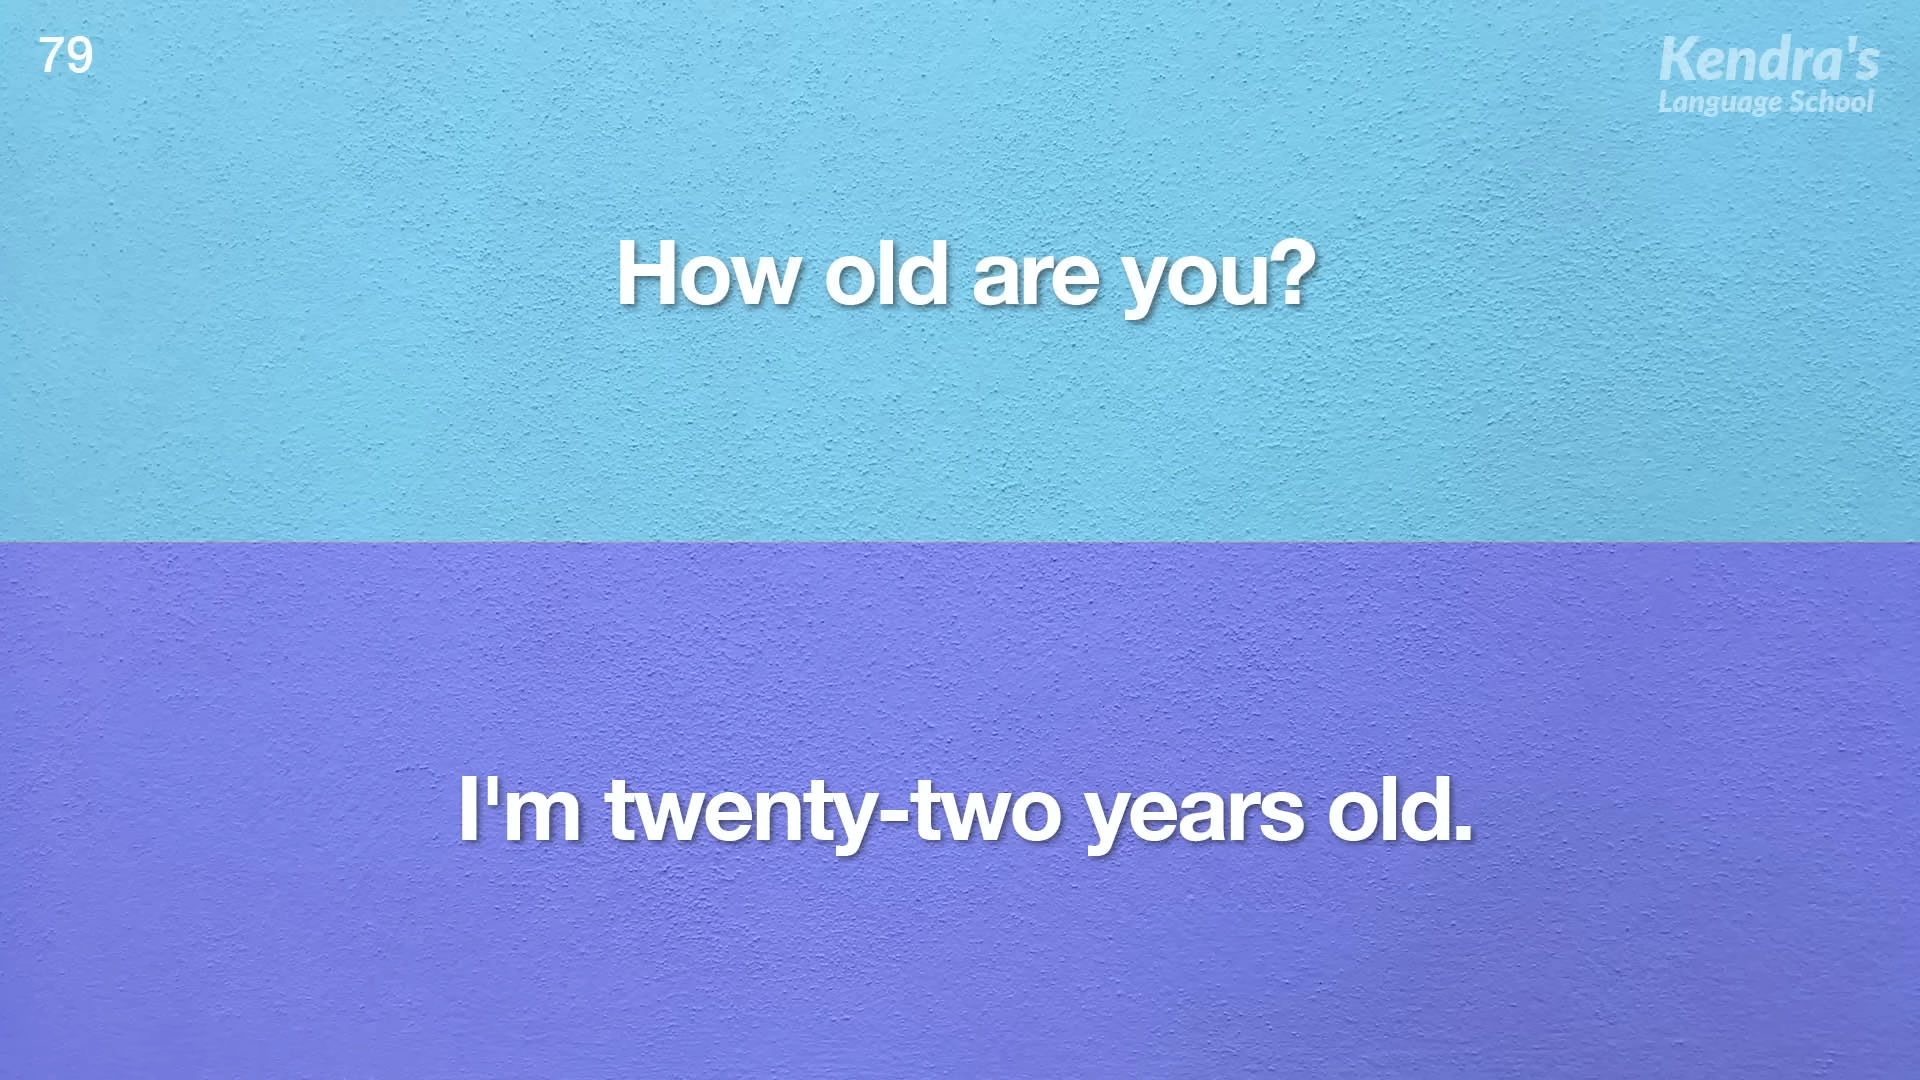 79
Kendra's
Language School
How old are you?
I'm twenty-two years old.